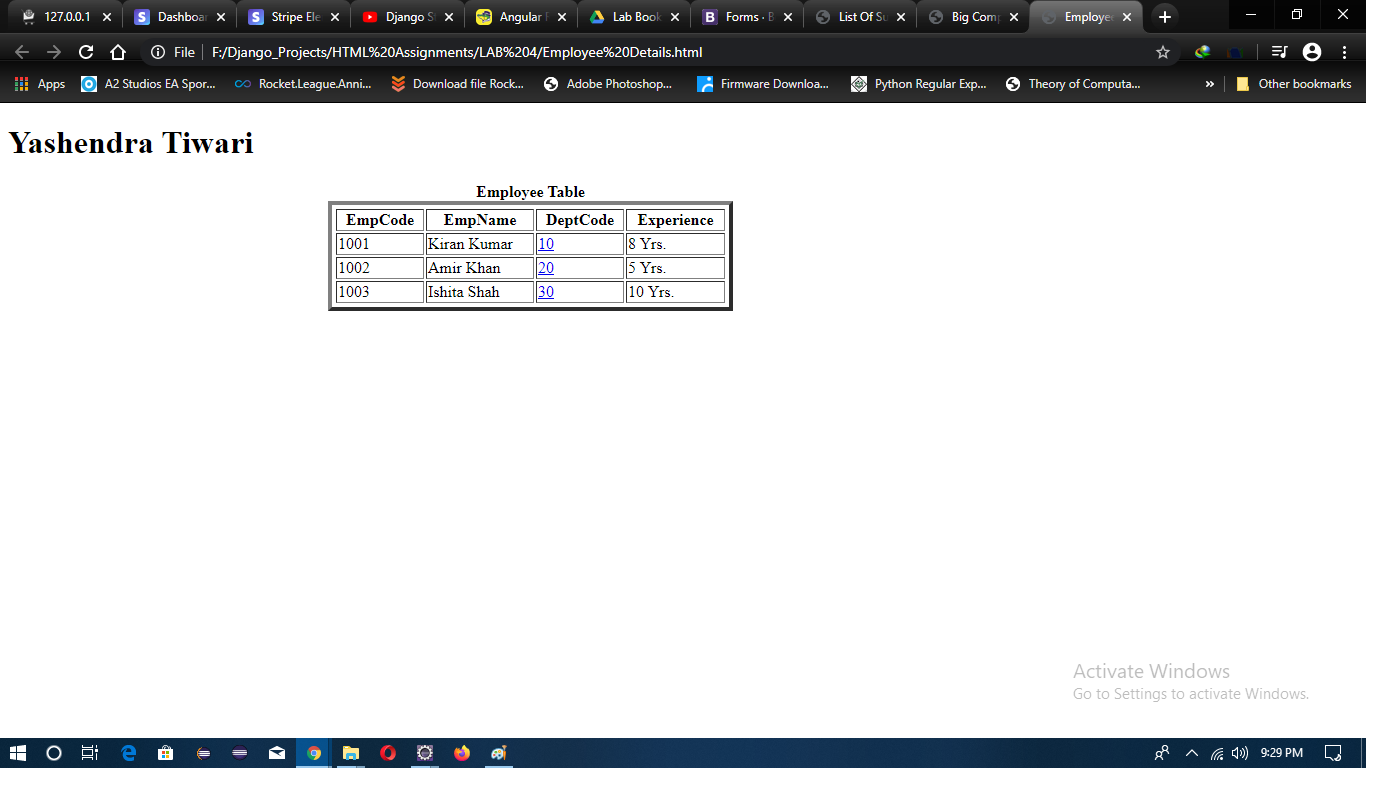 127.0.0.1 Dashboar Stripe Ele Django S Angular F Lab Book Forms · B List Of Su Big Comp Employee
File F:/Django_Projects/HTML%20Assignments/LAB%204/Employee%20Details.html
Apps A2 Studios EA Spor... Rocket.League.Anni... Download file Rock... Adobe Photoshop... Firmware Downloa... Python Regular Exp... Theory of Computa... » Other bookmarks
Yashendra Tiwari
Employee Table
EmpCode EmpName DeptCode Experience
1001 Kiran Kumar 10 8 Yrs.
1002 Amir Khan 20 5 Yrs.
1003 Ishita Shah 30 10 Yrs.
Activate Windows
Go to Settings to activate Windows.
9:29 PM